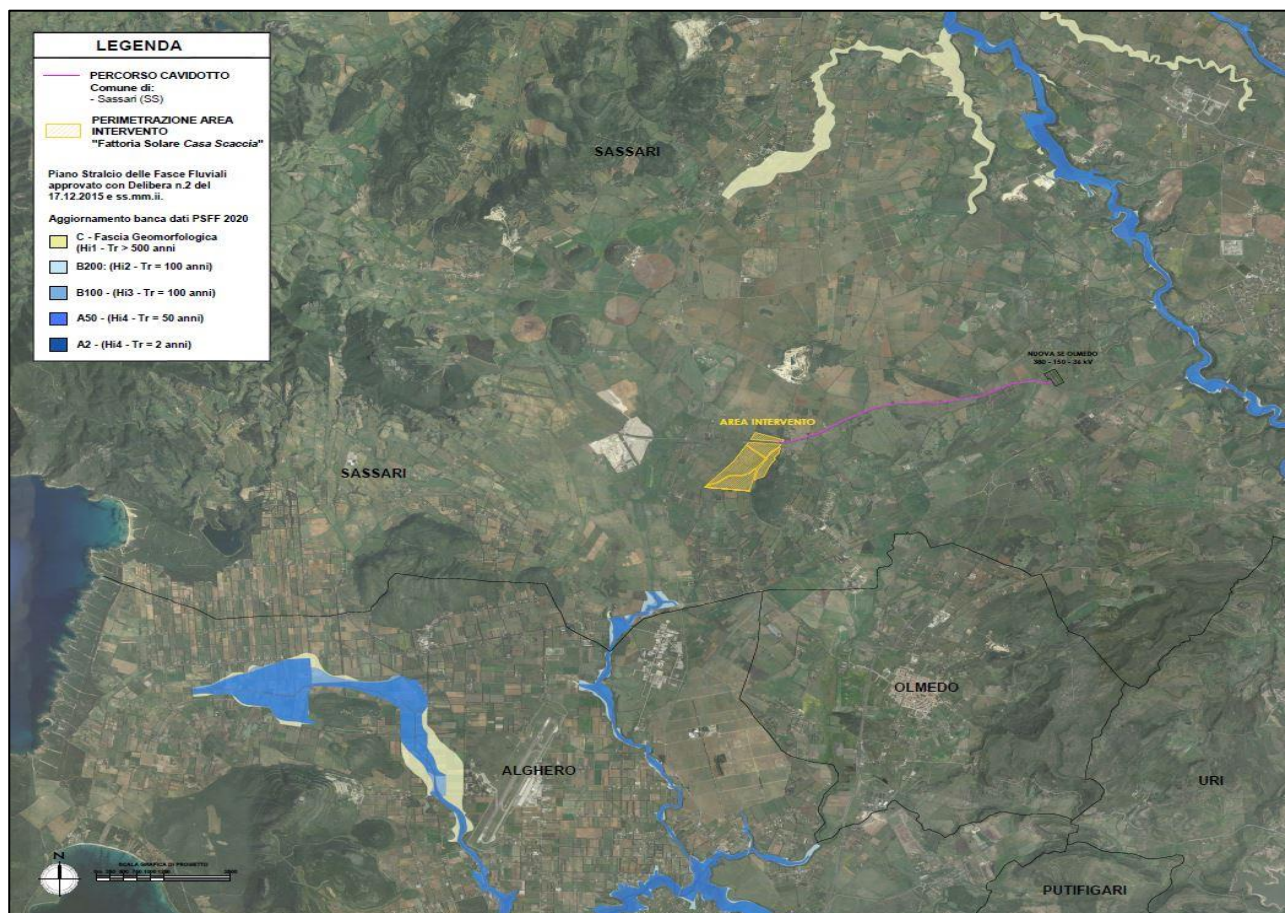 LEGENDA
PERCORSO CAVIDOTTO
Comune di:
- Sassari (SS)
PERIMETRAZIONE AREA
INTERVENTO
"Fattoria Solare Casa Scaccia"
Piano Stralcio delle Fasce Fluviali
approvato con Delibera n.2 del
17.12.2015 e ss.mm.ii.
Aggiornamento banca dati PSFF 2020
C - Fascia Geomorfologica
(Hi1 - Tr > 500 anni
B200: (Hi2 - Tr = 100 anni)
B100 - (Hi3 - Tr = 100 anni)
A50 - (Hi4 - Tr = 50 anni)
A2 - (Hi4 - Tr = 2 anni)
SASSARI
NUOVA SE OLMEDO
380 - 150 - 36 kV
AREA INTERVENTO
SASSARI
OLMEDO
ALGHERO
URI
PUTIFIGARI
N
SCALA GRAFICA DI PROGETTO